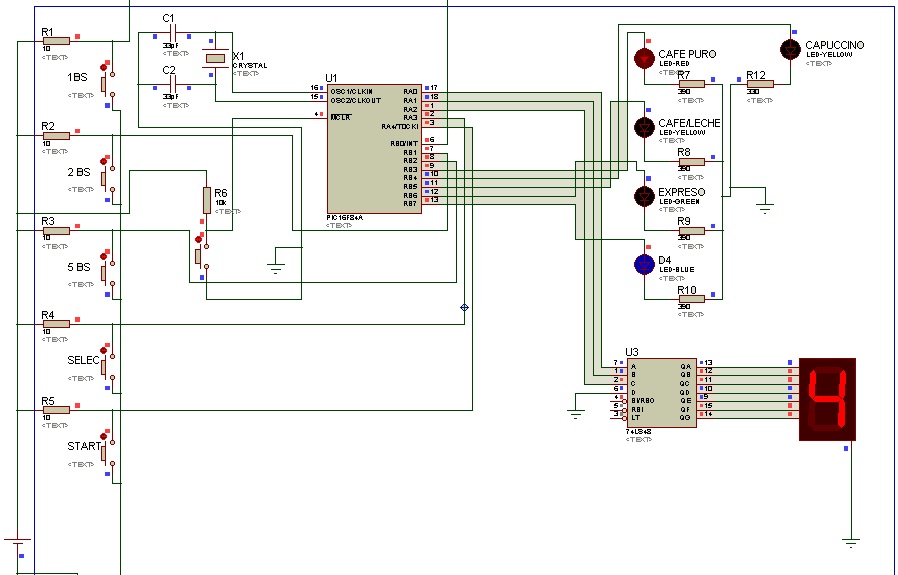 R1
10
<TEXT>
1BS
<TEXT>
R2
10
<TEXT>
2 BS
<TEXT>
R3
10
<TEXT>
5 BS
<TEXT>
R4
10
<TEXT>
SELEC
<TEXT>
R5
10
<TEXT>
START
<TEXT>
C1
33pF
<TEXT>
C2
33pF
<TEXT>
X1
CRYSTAL
<TEXT>
R6
10k
<TEXT>
<TEXT>
U1
16 OSC1/CLKIN
15 OSC2/CLKOUT
4 MCLR
RA0 17
RA1 18
RA2 1
RA3 2
RA4/T0CKI 3
RB0/INT 6
RB1 7
RB2 8
RB3 9
RB4 10
RB5 11
RB6 12
RB7 13
PIC16F84A
<TEXT>
CAFE PURO
LED-RED
<TEXT>
R7
390
<TEXT>
CAFE/LECHE
LED-YELLOW
<TEXT>
R8
390
<TEXT>
EXPRESO
LED-GREEN
<TEXT>
R9
390
<TEXT>
D4
LED-BLUE
<TEXT>
R10
390
<TEXT>
CAPUCCINO
LED-YELLOW
<TEXT>
R12
330
<TEXT>
U3
7 A QA 13
1 B QB 12
2 C QC 11
6 D QD 10
4 BI/RBO QE 9
5 RBI QF 15
3 LT QG 14
74LS48
<TEXT>
4